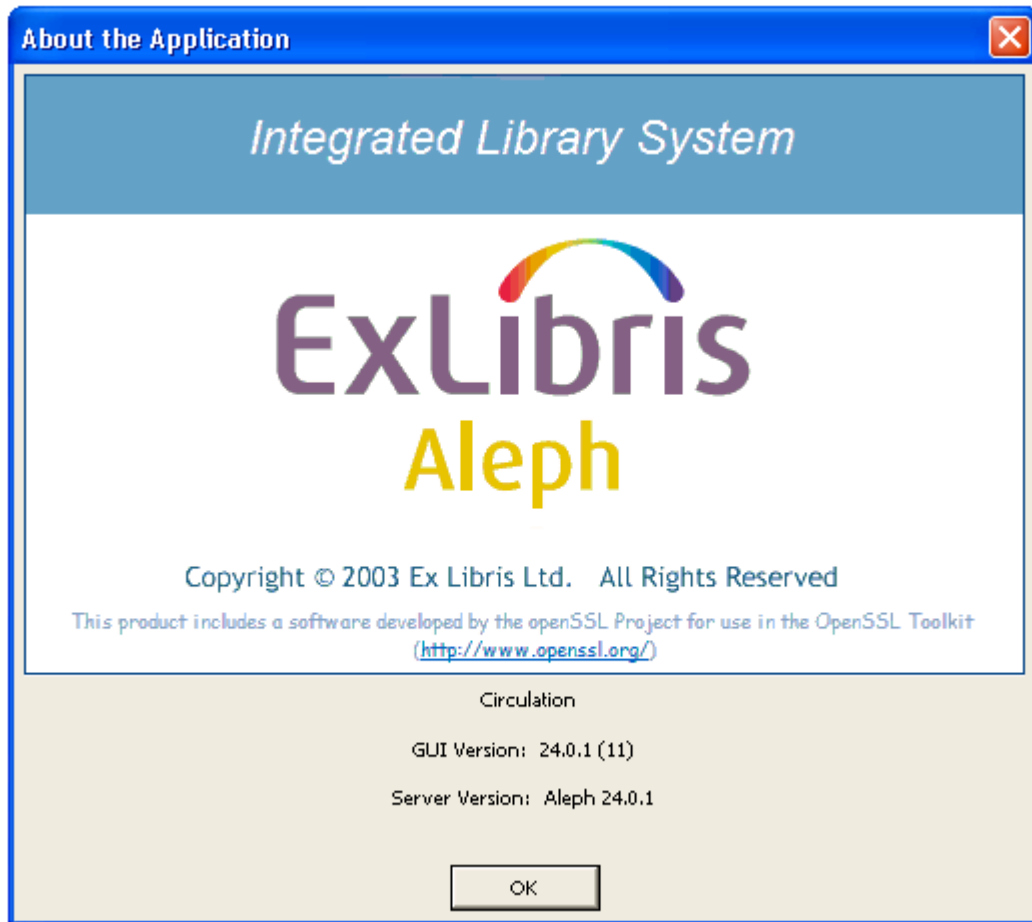 About the Application
Integrated Library System
ExLibris
Aleph
Copyright © 2003 Ex Libris Ltd.   All Rights Reserved
This product includes a software developed by the openSSL Project for use in the OpenSSL Toolkit
(http://www.openssl.org/)
Circulation
GUI Version:  24.0.1 (11)
Server Version:  Aleph 24.0.1
OK